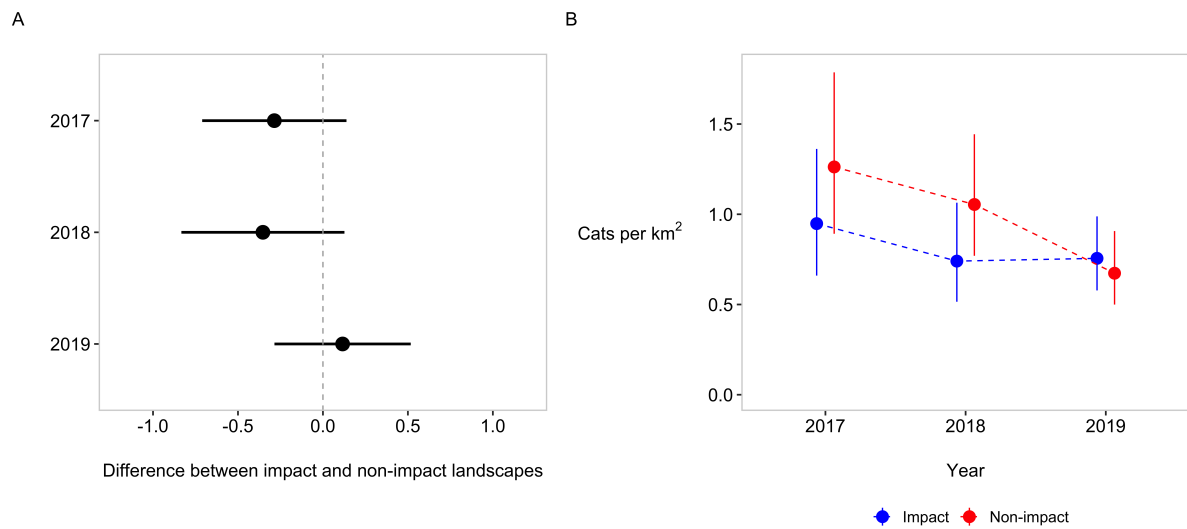 A
2017
2018
2019
-1.0 -0.5 0.0 0.5 1.0
Difference between impact and non-impact landscapes
B
Cats per km²
1.5
1.0
0.5
0.0
2017 2018 2019
Year
Impact Non-impact